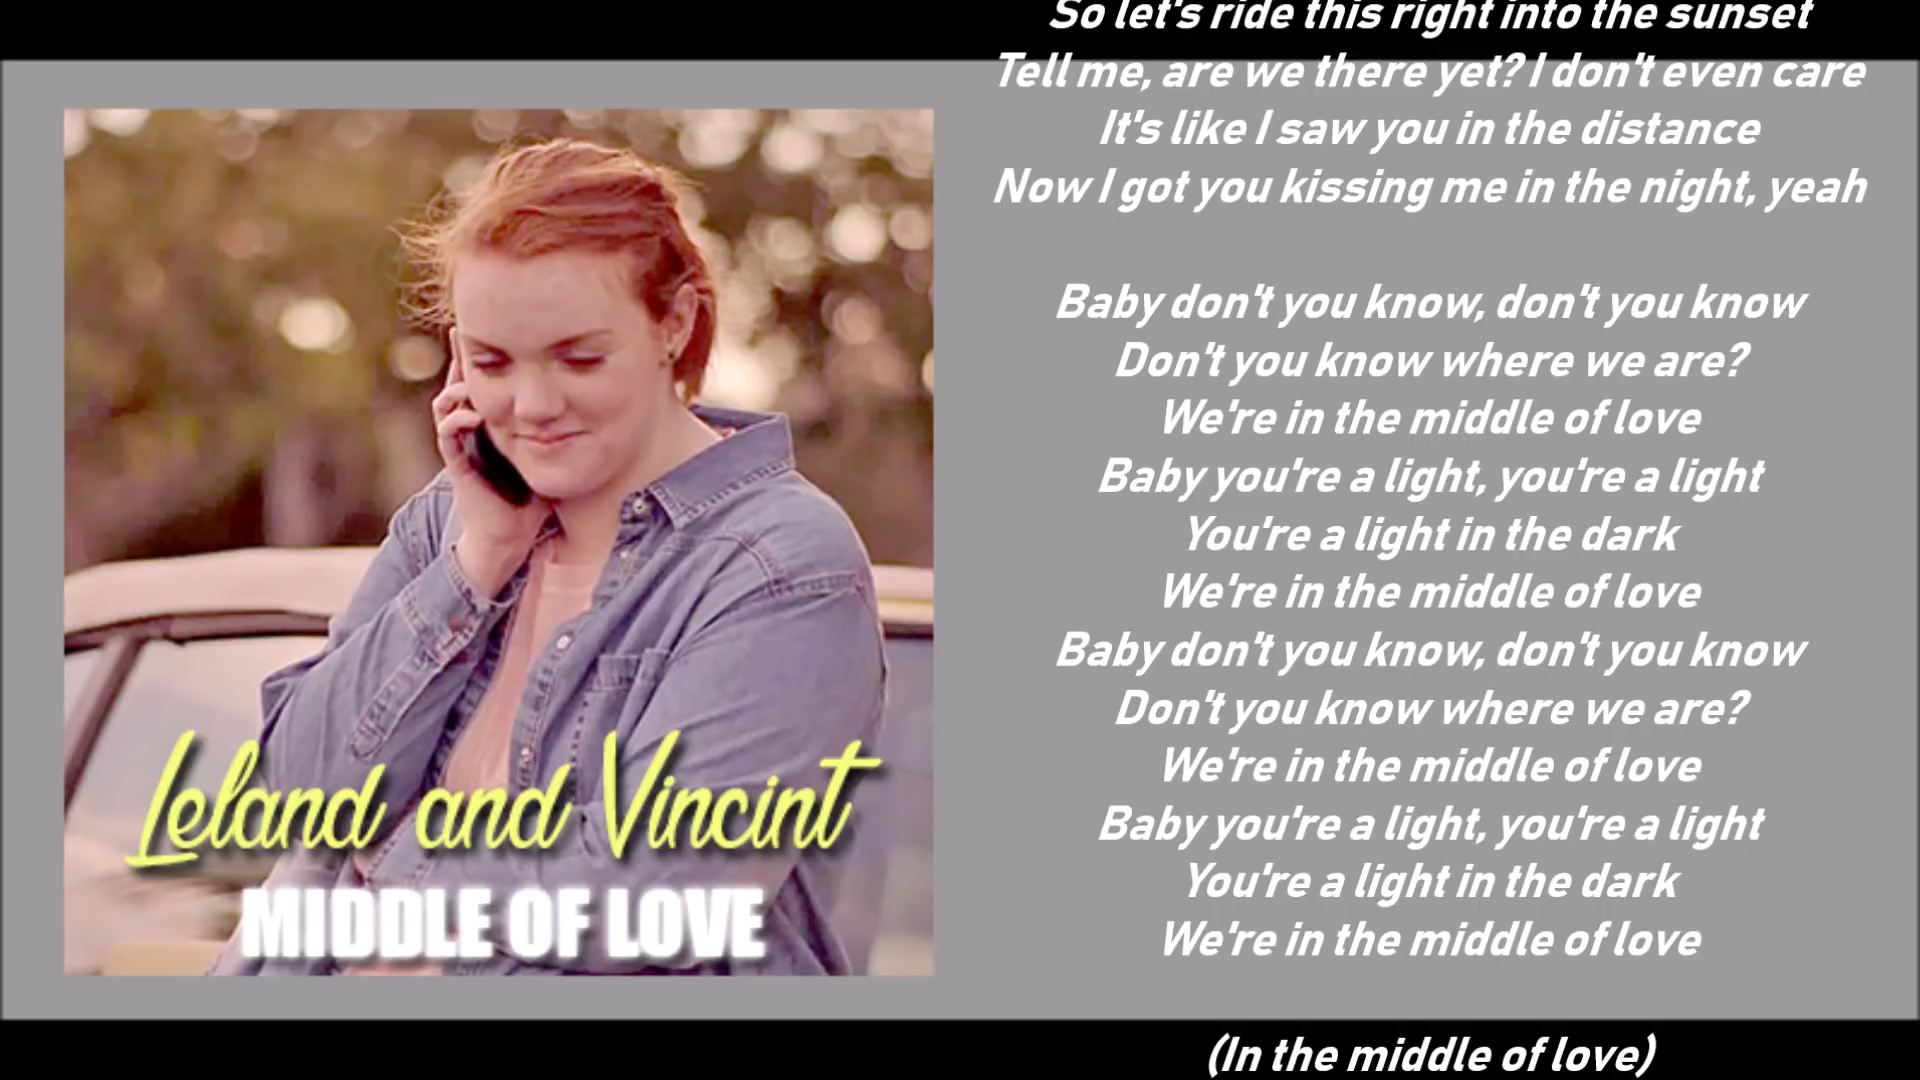 So let's ride this right into the sunset
Tell me, are we there yet? I don't even care
It's like I saw you in the distance
Now I got you kissing me in the night, yeah
Baby don't you know, don't you know
Don't you know where we are?
We're in the middle of love
Baby you're a light, you're a light
You're a light in the dark
We're in the middle of love
Baby don't you know, don't you know
Don't you know where we are?
We're in the middle of love
Baby you're a light, you're a light
You're a light in the dark
We're in the middle of love
(In the middle of love)
Leland and Vincint
MIDDLE OF LOVE